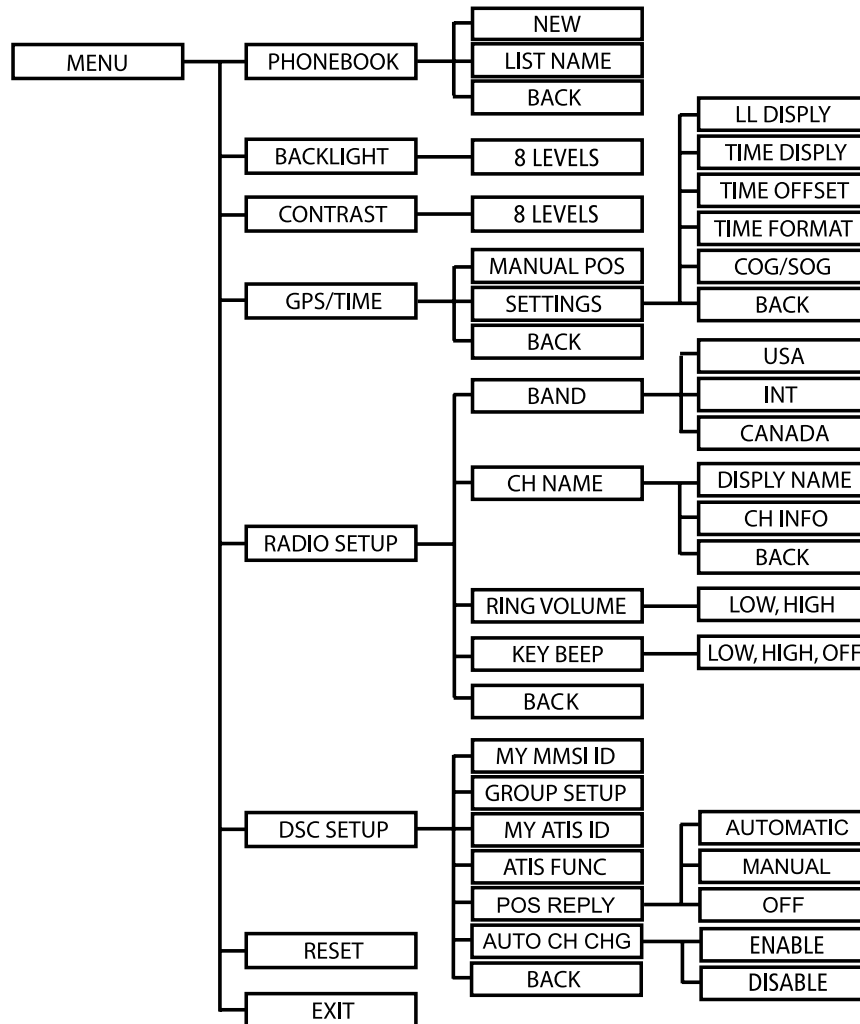 MENU
PHONEBOOK
NEW
LIST NAME
BACK
BACKLIGHT
8 LEVELS
CONTRAST
8 LEVELS
GPS/TIME
MANUAL POS
SETTINGS
LL DISPLY
TIME DISPLY
TIME OFFSET
TIME FORMAT
COG/SOG
BACK
BACK
RADIO SETUP
BAND
USA
INT
CANADA
CH NAME
DISPLY NAME
CH INFO
BACK
RING VOLUME
LOW, HIGH
KEY BEEP
LOW, HIGH, OFF
BACK
DSC SETUP
MY MMSI ID
GROUP SETUP
MY ATIS ID
ATIS FUNC
POS REPLY
AUTOMATIC
MANUAL
OFF
AUTO CH CHG
ENABLE
DISABLE
BACK
RESET
EXIT